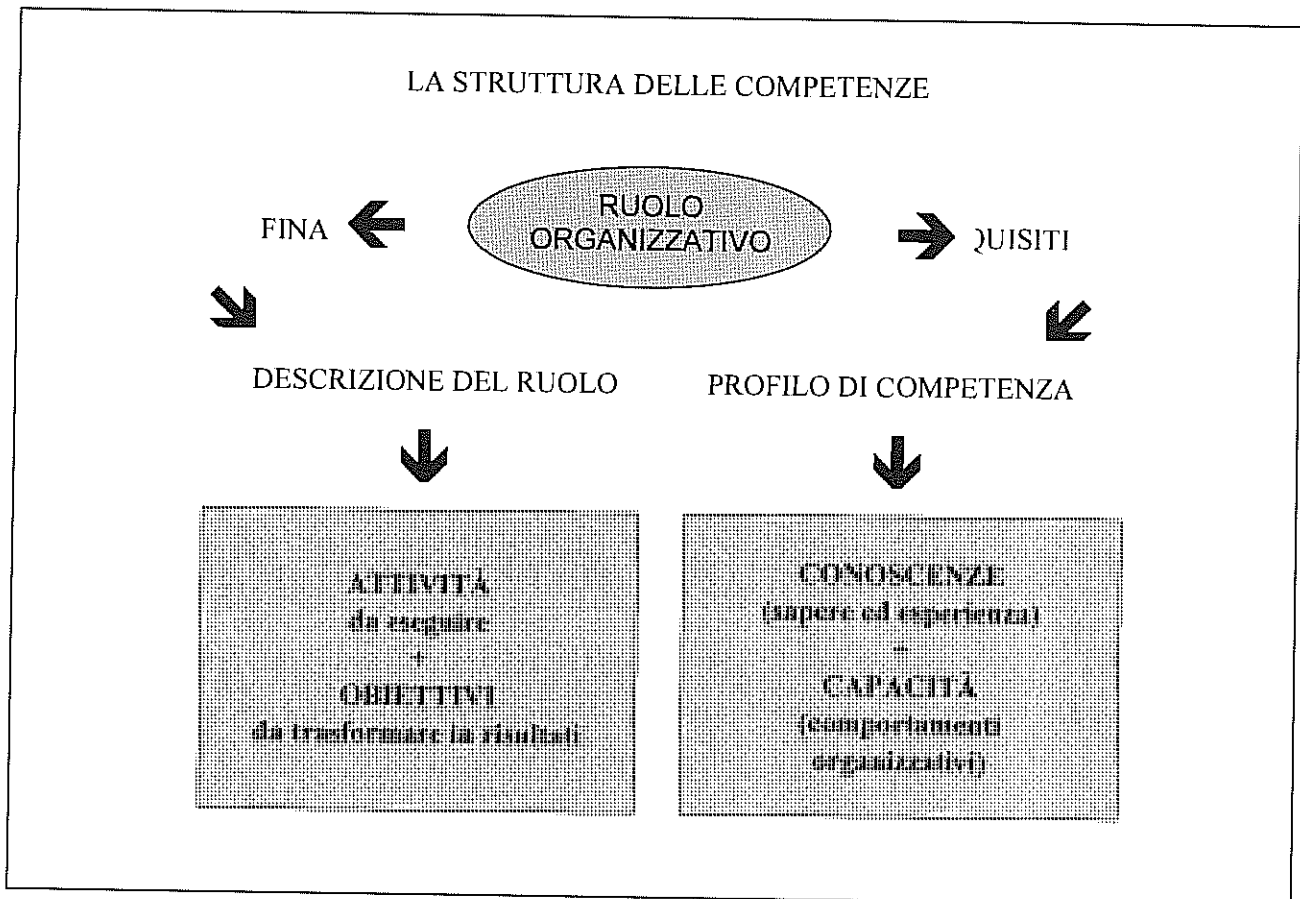 LA STRUTTURA DELLE COMPETENZE
RUOLO
ORGANIZZATIVO
FINA
QUISITI
DESCRIZIONE DEL RUOLO
PROFILO DI COMPETENZA
ATTIVITÀ
da eseguire
+
OBIETTIVI
da trasformare in risultati
CONOSCENZE
(sapere ed esperienza)
CAPACITÀ
(comportamenti
organizzativi)